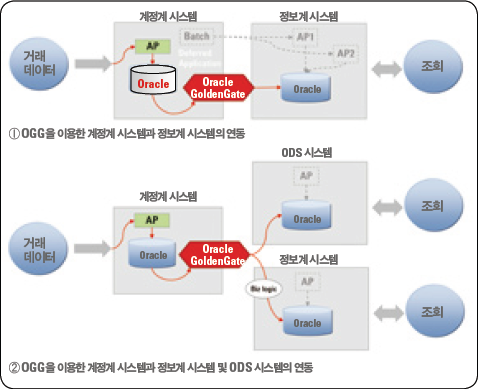 계정계 시스템
정보계 시스템
거래
데이터
AP
Batch
Deferred
Application
AP1
AP2
Oracle
Oracle
GoldenGate
Oracle
조회
① OGG을 이용한 계정계 시스템과 정보계 시스템의 연동
ODS 시스템
계정계 시스템
AP
AP
Oracle
조회
거래
데이터
Oracle
Oracle
GoldenGate
정보계 시스템
Biz logic
AP
Oracle
조회
② OGG을 이용한 계정계 시스템과 정보계 시스템 및 ODS 시스템의 연동